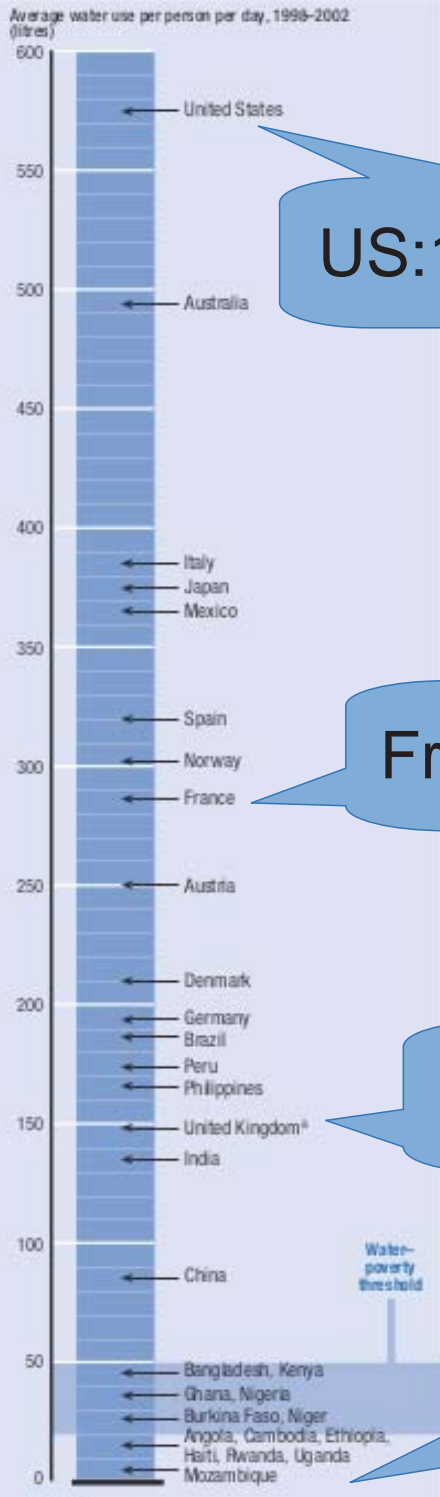 Average water use per person per day, 1998–2002
(litres)
600
United States
550
US:1
500
Australia
450
400
Italy
Japan
Mexico
350
Spain
Norway
300
Fr
France
250
Austria
Denmark
200
Germany
Brazil
Peru
Philippines
150
United Kingdomᵃ
India
100
Water–
poverty
threshold
China
50
Bangladesh, Kenya
Ghana, Nigeria
Burkina Faso, Niger
Angola, Cambodia, Ethiopia,
Haiti, Rwanda, Uganda
0
Mozambique